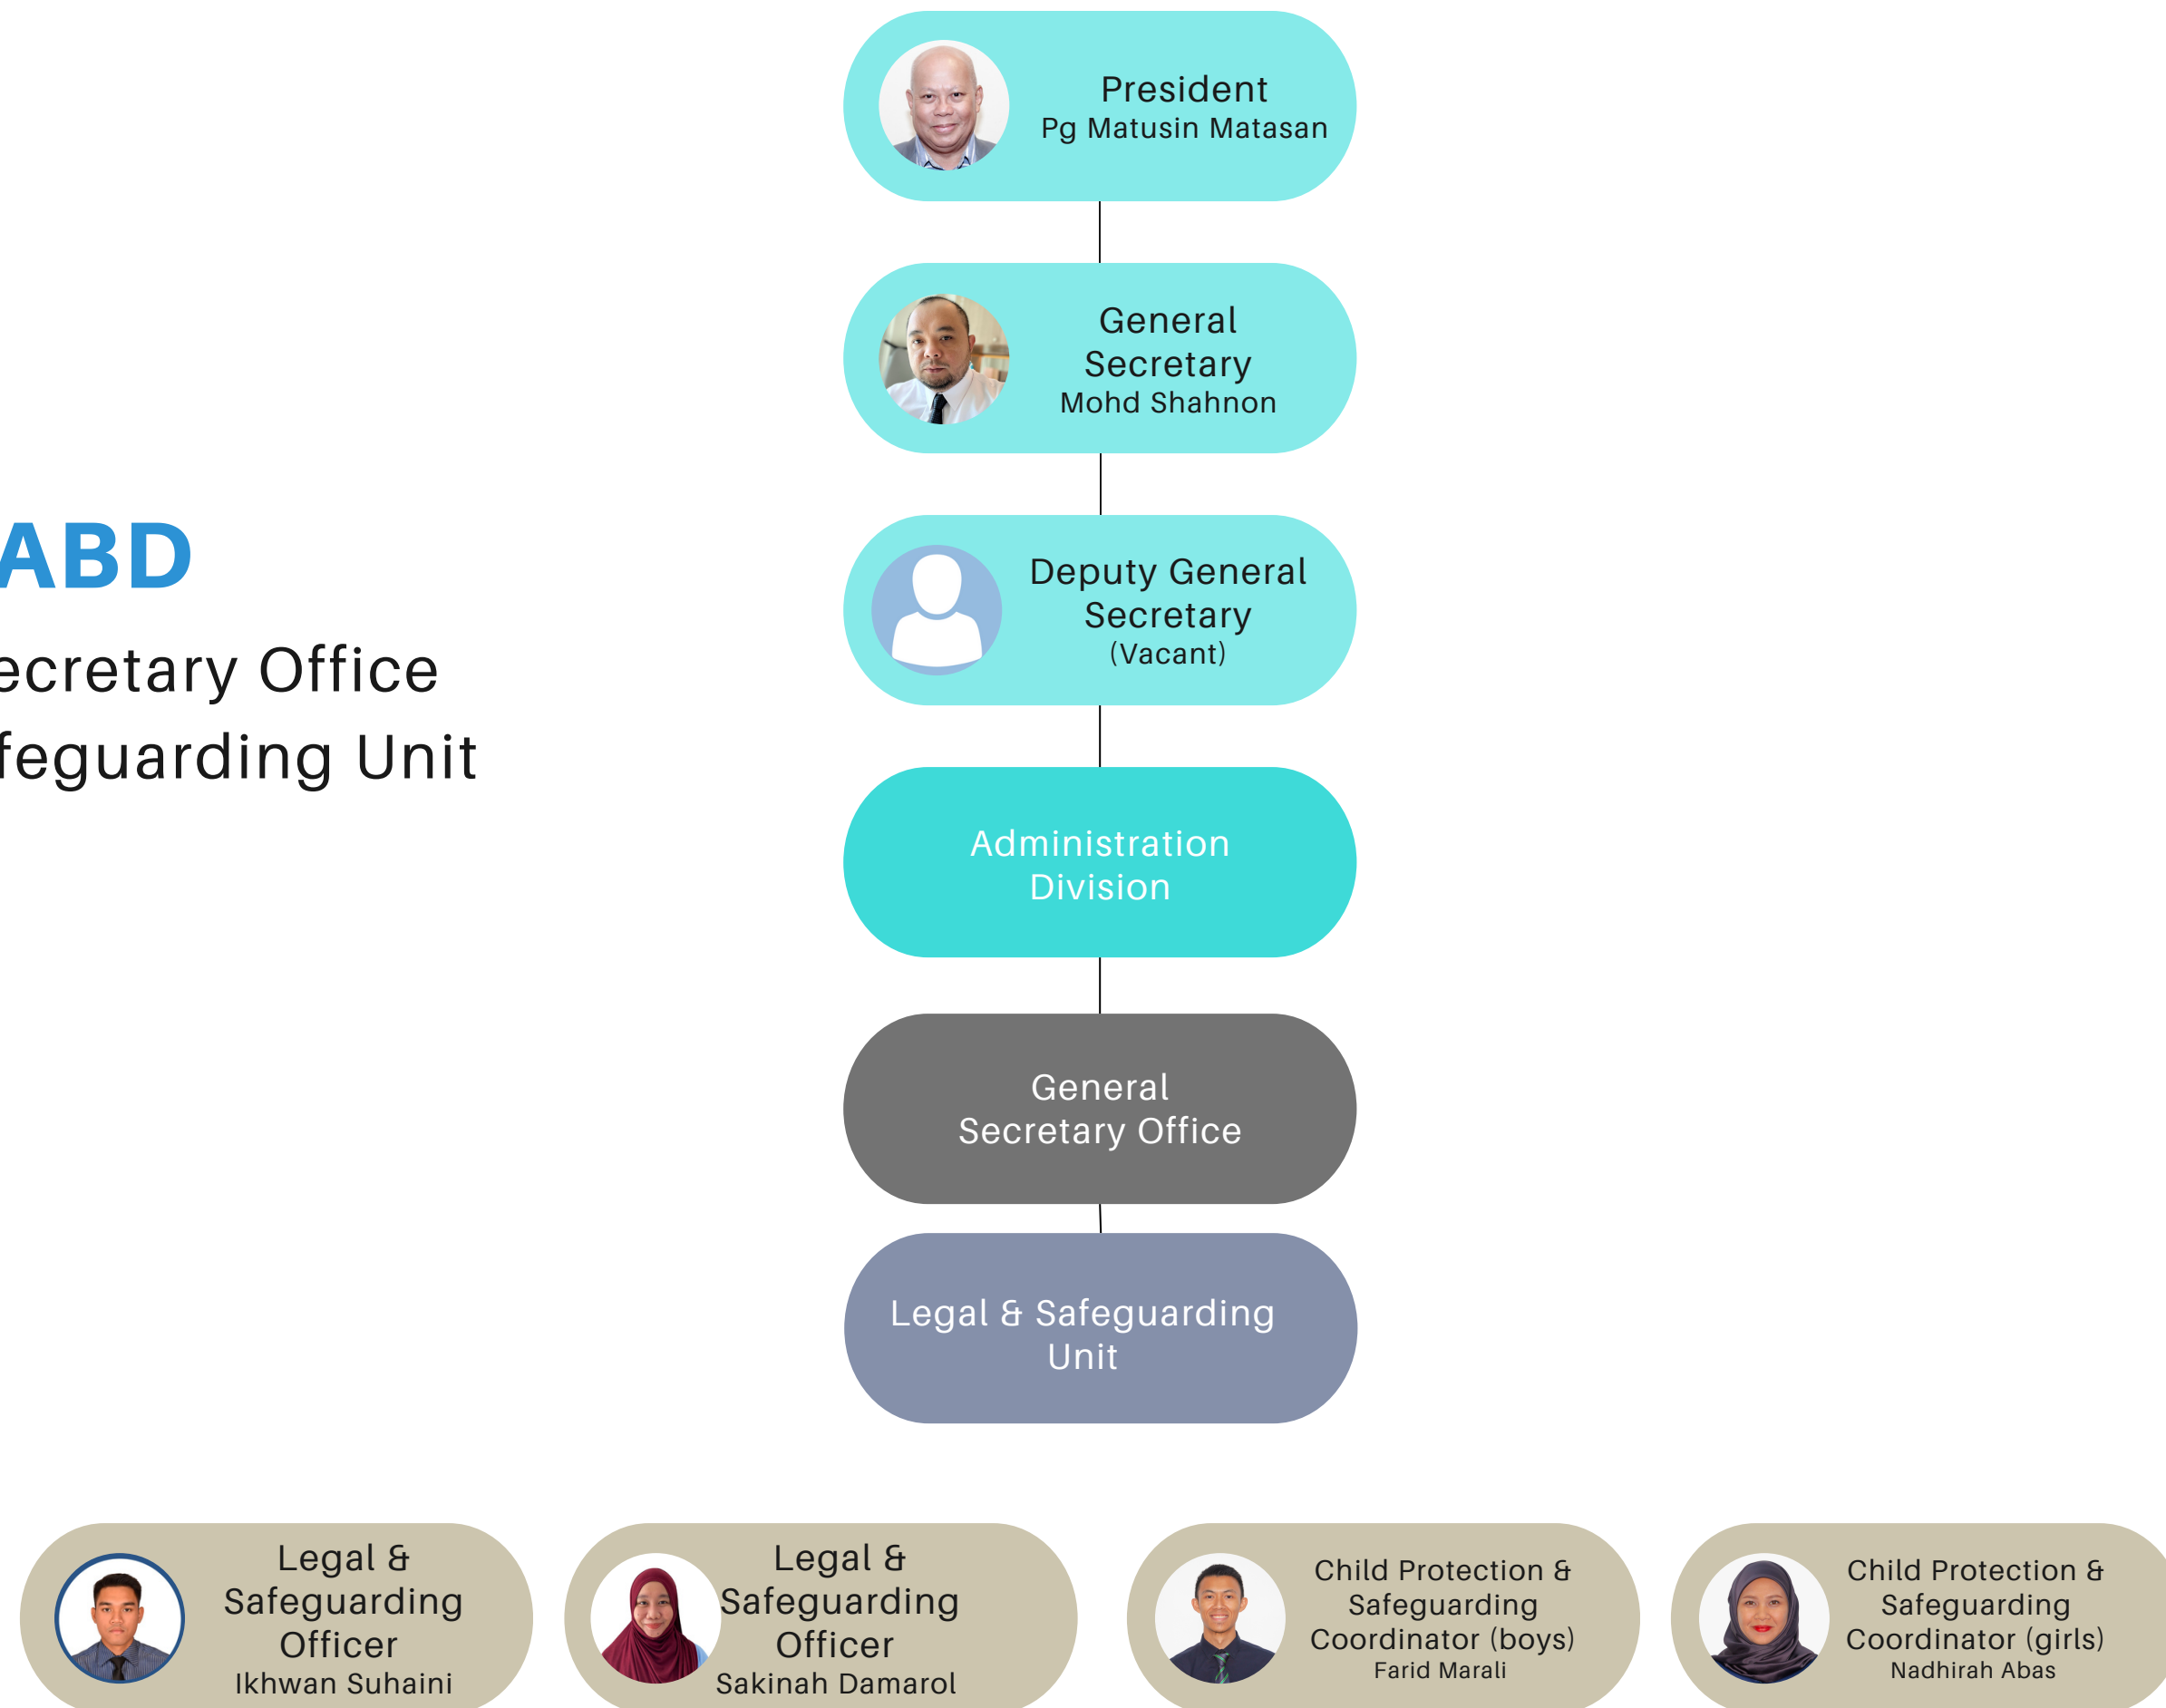 President
Pg Matusin Matasan
General
Secretary
Mohd Shahnon
ABD
ecretary Office
feguarding Unit
Deputy General
Secretary
(Vacant)
Administration
Division
General
Secretary Office
Legal & Safeguarding
Unit
Legal &
Safeguarding
Officer
Ikhwan Suhaini
Legal &
Safeguarding
Officer
Sakinah Damarol
Child Protection &
Safeguarding
Coordinator (boys)
Farid Marali
Child Protection &
Safeguarding
Coordinator (girls)
Nadhirah Abas